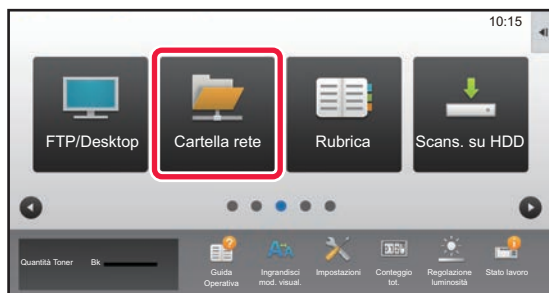 10:15
FTP/Desktop
Cartella rete
Rubrica
Scans. su HDD
Quantità Toner
Bk
Guida
Operativa
Ingrandisci
mod. visual.
Impostazioni
Conteggio
tot.
Regolazione
luminosità
Stato lavoro